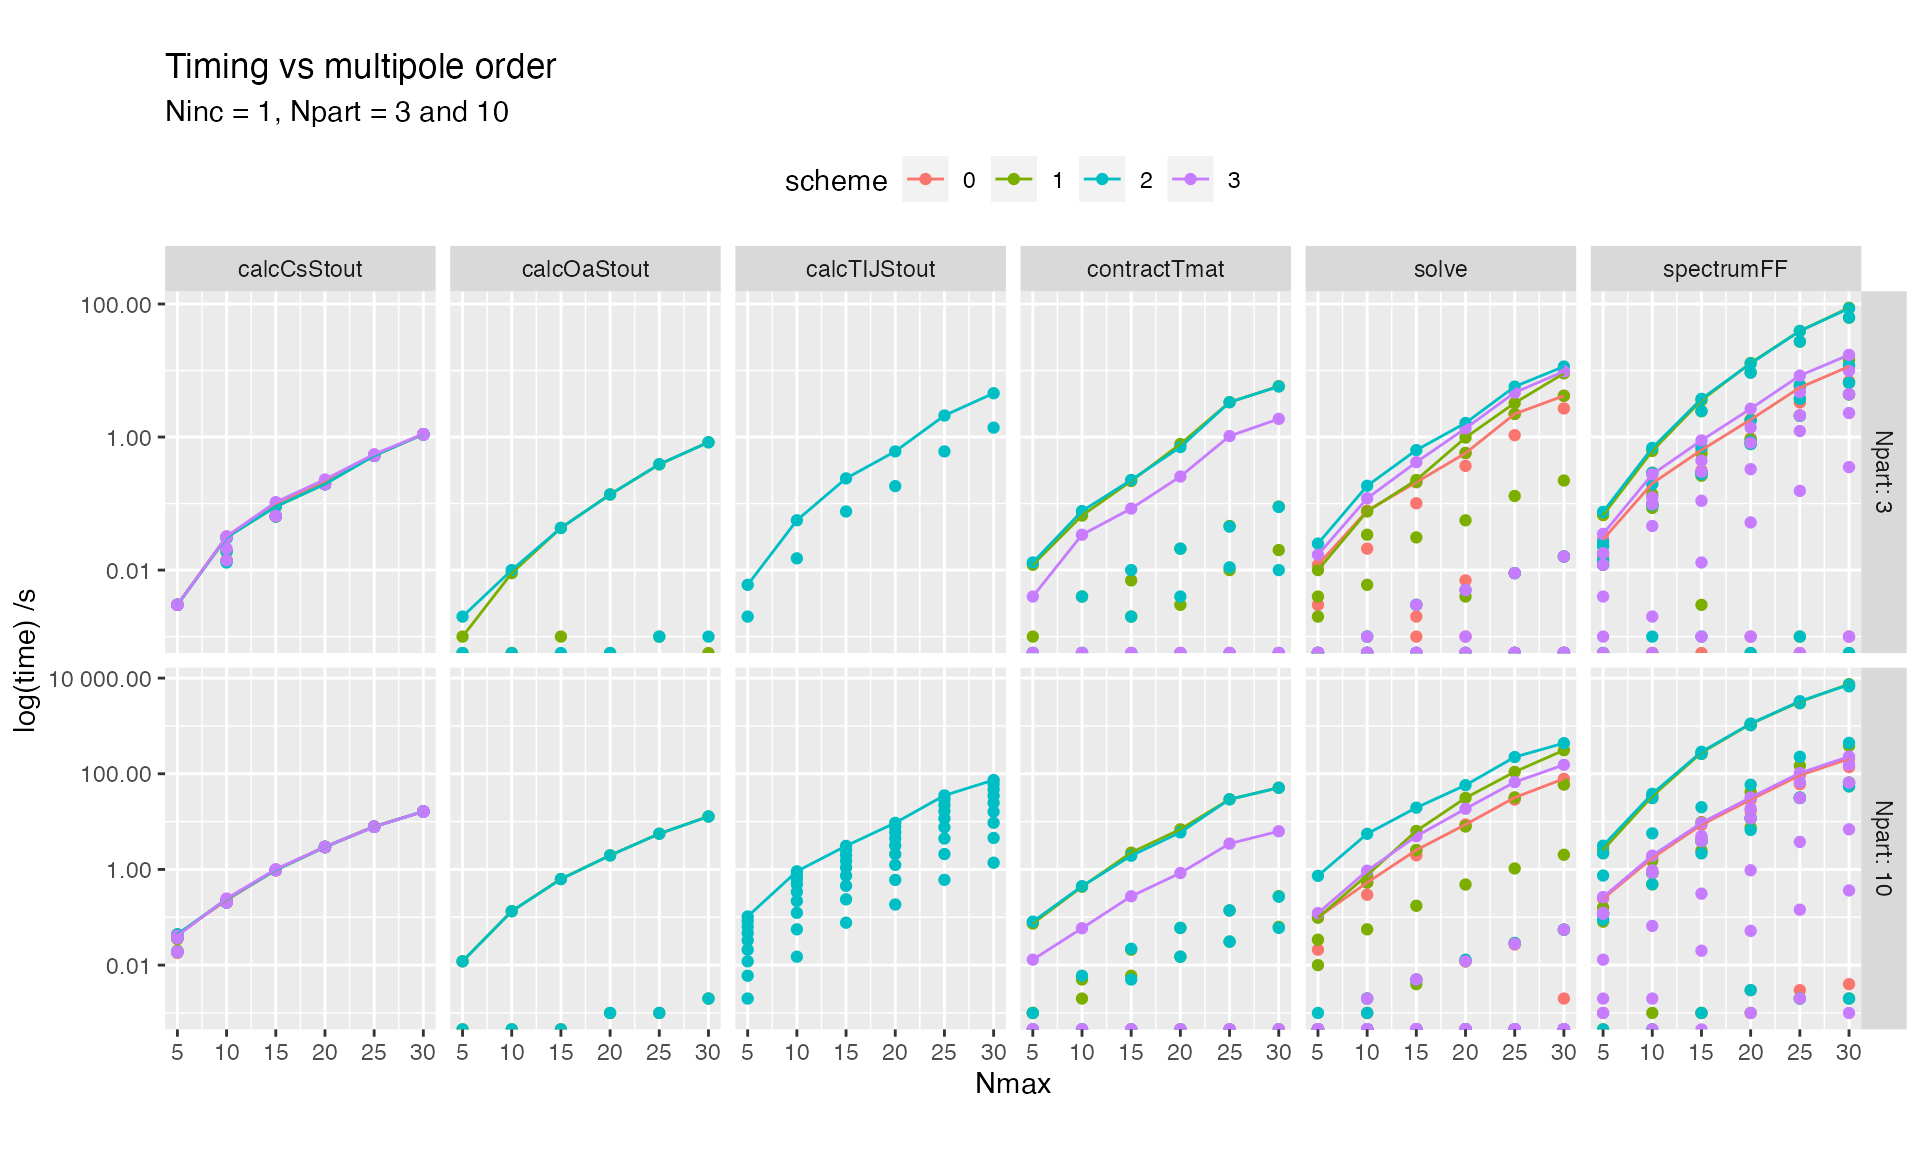 Timing vs multipole order
Ninc = 1, Npart = 3 and 10
scheme 0 1 2 3
calcCsStout calcOaStout calcTIJStout contractTmat solve spectrumFF
100.00
1.00
0.01
Npart: 3
log(time) /s
10 000.00
100.00
1.00
0.01
Npart: 10
5 10 15 20 25 30 5 10 15 20 25 30 5 10 15 20 25 30 5 10 15 20 25 30 5 10 15 20 25 30 5 10 15 20 25 30
Nmax